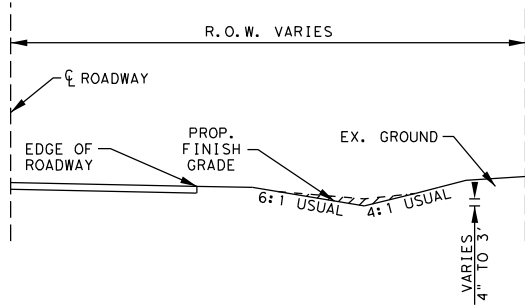 R.O.W. VARIES
℄ ROADWAY
EDGE OF
ROADWAY
PROP.
FINISH
GRADE
EX. GROUND
6:1 USUAL
4:1 USUAL
VARIES
4" TO 3'